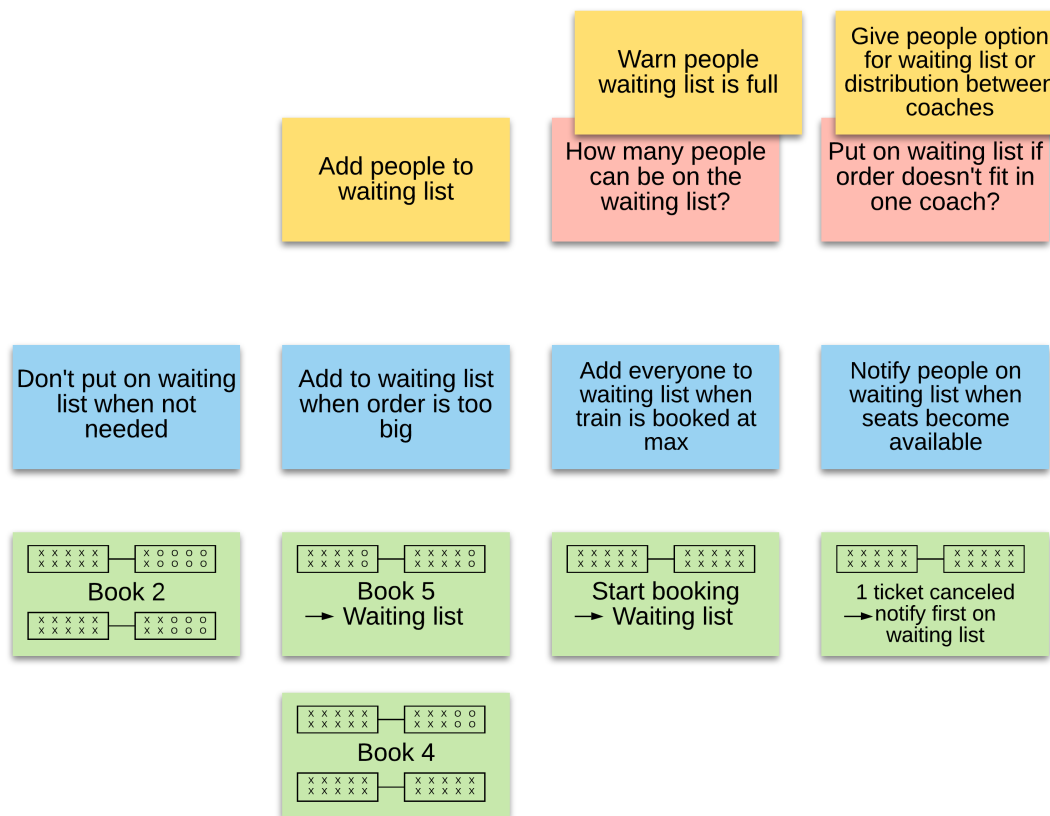 Warn people
waiting list is full
Give people option
for waiting list or
distribution between
coaches
Add people to
waiting list
How many people
can be on the
waiting list?
Put on waiting list if
order doesn't fit in
one coach?
Don't put on waiting
list when not
needed
Add to waiting list
when order is too
big
Add everyone to
waiting list when
train is booked at
max
Notify people on
waiting list when
seats become
available
X X X X X X O O O O
X X X X X O O O O O
Book 2
X X X X X X X O O O
X X X X X X X O O O
X X X X O X X X X O
X X X X O X X X X O
Book 5
Waiting list
X X X X X X X X X X
X X X X X X X X X X
Start booking
Waiting list
X X X X X X X X X X
X X X X X X X X X X
1 ticket canceled
notify first on
waiting list
X X X X X X X X O O
X X X X X X X X O O
Book 4
X X X X X X X X X X
X X X X X X X X X X